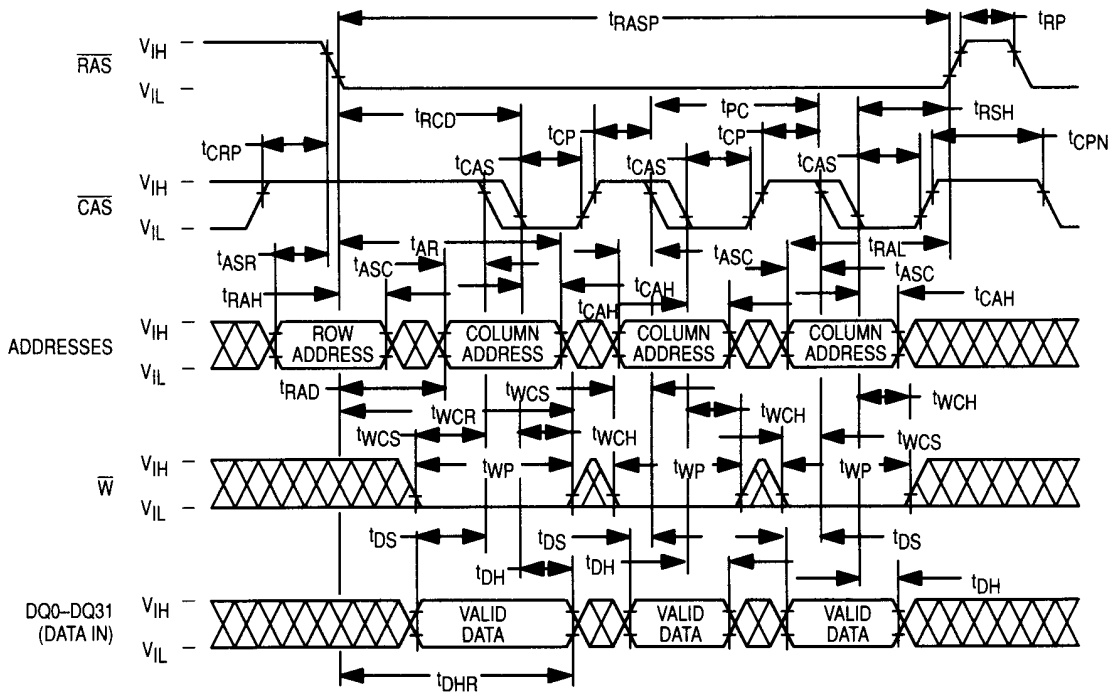 tRASP
tRP
RAS
VIH
VIL
tRCD
tPC
tRSH
tCRP
tCP
tCP
tCPN
tCAS
tCAS
tCAS
CAS
VIH
VIL
tAR
tRAL
tASR
tASC
tASC
tASC
tRAH
tCAH
tCAH
tCAH
ADDRESSES
VIH
VIL
ROW ADDRESS
COLUMN ADDRESS
COLUMN ADDRESS
COLUMN ADDRESS
tRAD
tWCS
tWCR
tWCH
tWCS
tWCH
tWCH
tWCS
W
VIH
VIL
tWP
tWP
tWP
tDS
tDS
tDS
tDH
tDH
tDH
DQ0–DQ31
(DATA IN)
VIH
VIL
VALID DATA
VALID DATA
VALID DATA
tDHR